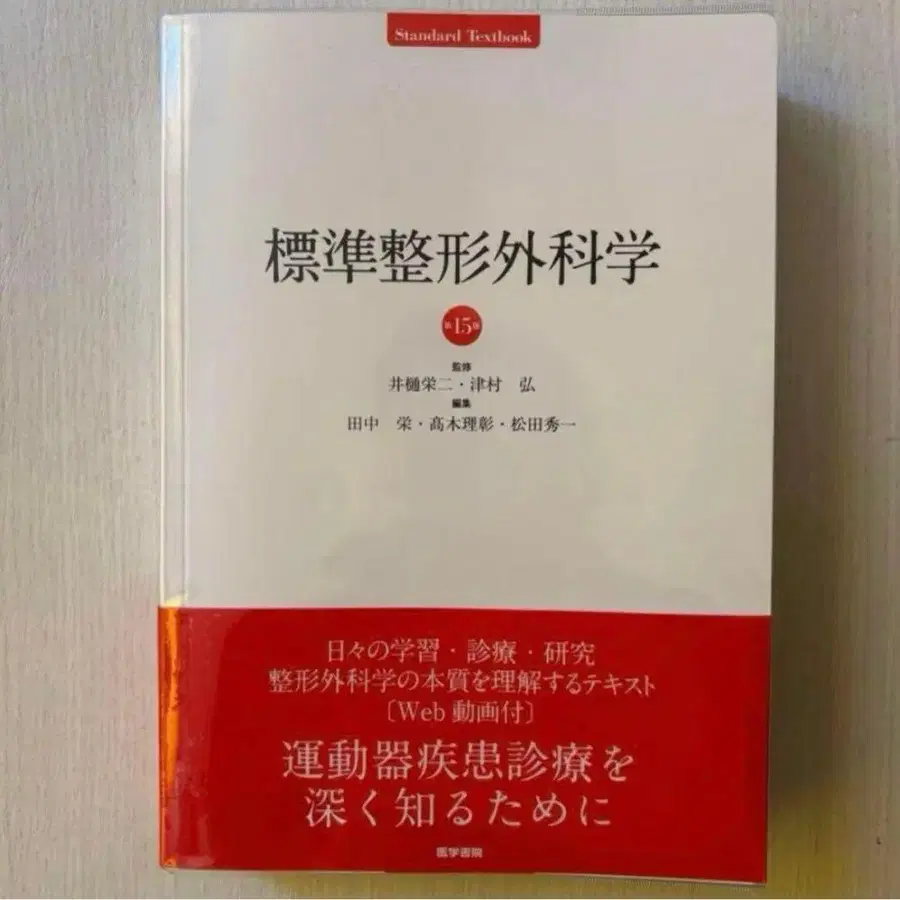 Standard Textbook
標準整形外科学
第15版
監修
井樋栄二・津村　弘
編集
田中　栄・髙木理彰・松田秀一
日々の学習・診療・研究
整形外科学の本質を理解するテキスト
〔Web動画付〕
運動器疾患診療を
深く知るために
医学書院